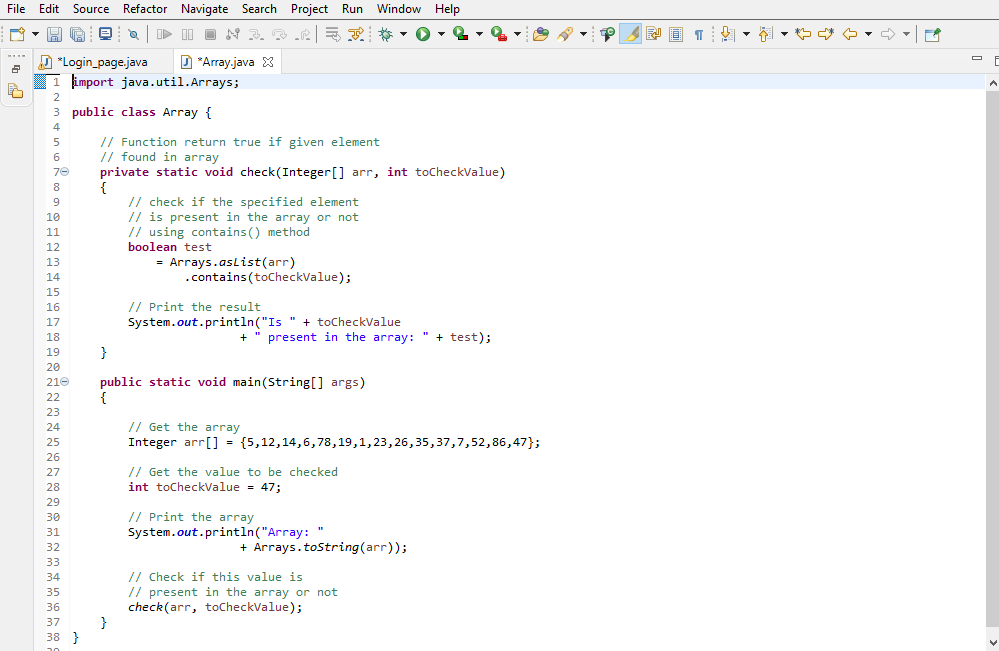 File Edit Source Refactor Navigate Search Project Run Window Help
*Login_page.java *Array.java
1 import java.util.Arrays;
2
3 public class Array {
4
5 // Function return true if given element
6 // found in array
7 private static void check(Integer[] arr, int toCheckValue)
8 {
9 // check if the specified element
10 // is present in the array or not
11 // using contains() method
12 boolean test
13 = Arrays.asList(arr)
14 .contains(toCheckValue);
15
16 // Print the result
17 System.out.println("Is " + toCheckValue
18 + " present in the array: " + test);
19 }
20
21 public static void main(String[] args)
22 {
23
24 // Get the array
25 Integer arr[] = {5,12,14,6,78,19,1,23,26,35,37,7,52,86,47};
26
27 // Get the value to be checked
28 int toCheckValue = 47;
29
30 // Print the array
31 System.out.println("Array: "
32 + Arrays.toString(arr));
33
34 // Check if this value is
35 // present in the array or not
36 check(arr, toCheckValue);
37 }
38 }